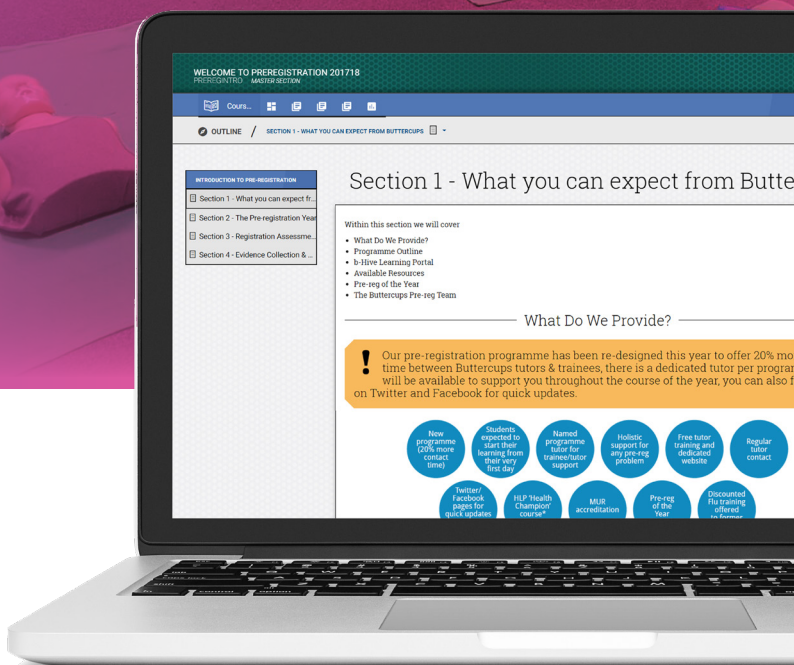 WELCOME TO PREREGISTRATION 201718
PREREGINTRO MASTER SECTION
Cours...
OUTLINE / SECTION 1 - WHAT YOU CAN EXPECT FROM BUTTERCUPS
INTRODUCTION TO PRE-REGISTRATION
Section 1 - What you can expect fr...
Section 2 - The Pre-registration Year
Section 3 - Registration Assessme...
Section 4 - Evidence Collection & ...
Section 1 - What you can expect from Butte
Within this section we will cover
• What Do We Provide?
• Programme Outline
• b-Hive Learning Portal
• Available Resources
• Pre-reg of the Year
• The Buttercups Pre-reg Team
What Do We Provide?
! Our pre-registration programme has been re-designed this year to offer 20% mo
time between Buttercups tutors & trainees, there is a dedicated tutor per program
will be available to support you throughout the course of the year, you can also f
on Twitter and Facebook for quick updates.
New
programme
(20% more
contact
time)
Students
expected to
start their
learning from
their very
first day
Named
programme
tutor for
trainee/tutor
support
Holistic
support for
any pre-reg
problem
Free tutor
training and
dedicated
website
Regular
tutor
contact
Twitter/
Facebook
pages for
quick updates
HLP 'Health
Champion'
course*
MUR
accreditation
Pre-reg
of the
Year
Discounted
Flu training
offered
to former
control
option